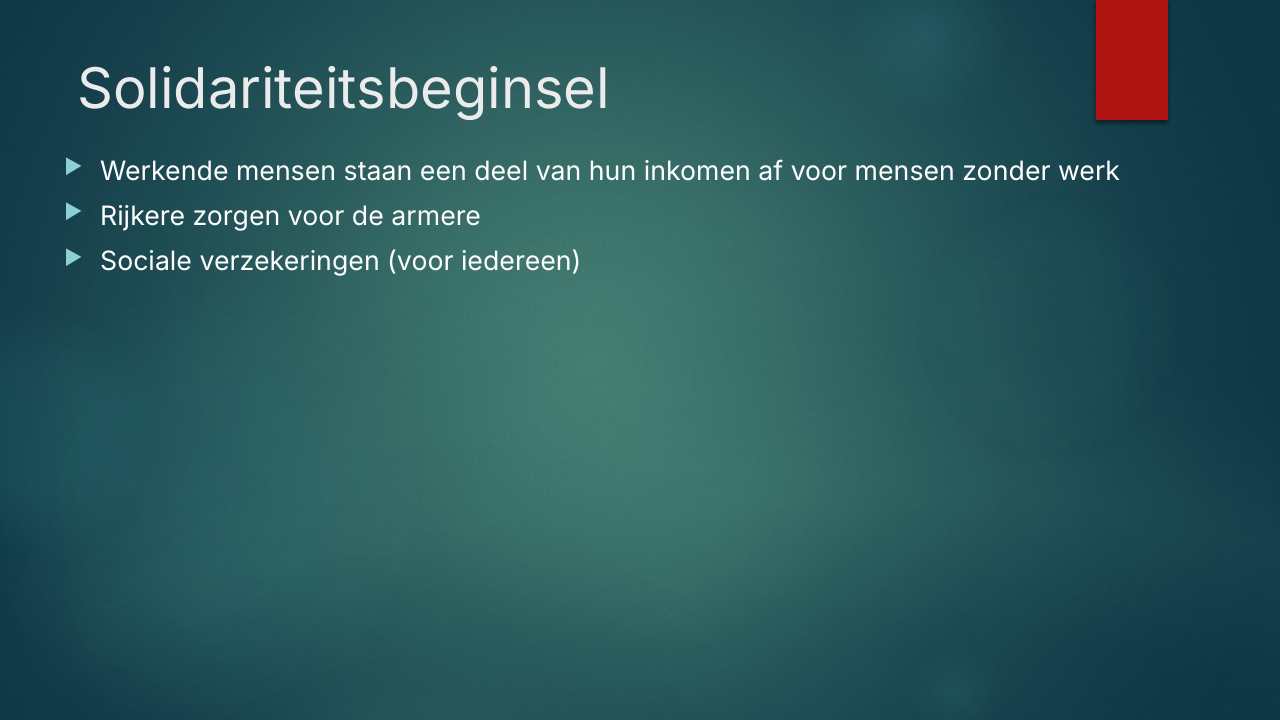 Solidariteitsbeginsel
Werkende mensen staan een deel van hun inkomen af voor mensen zonder werk
Rijkere zorgen voor de armere
Sociale verzekeringen (voor iedereen)